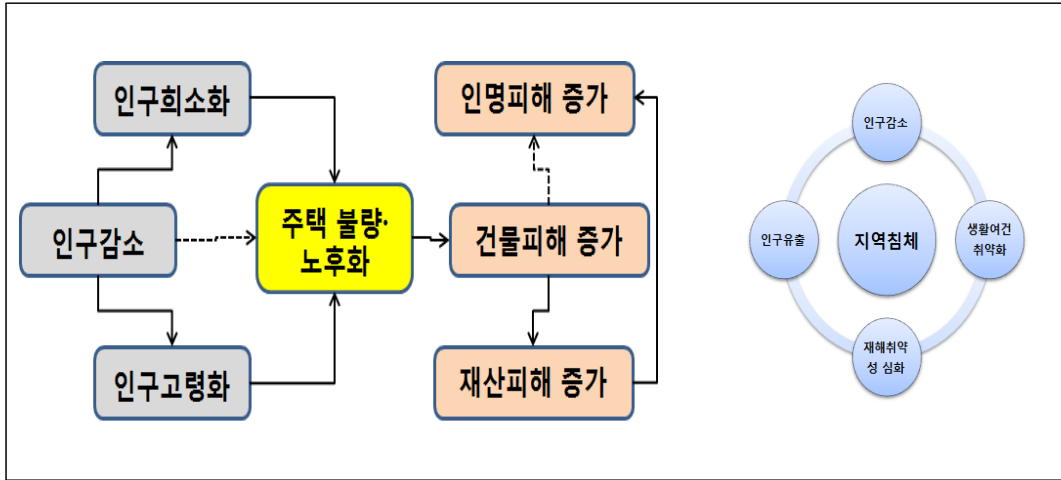 인구희소화
인구감소
인구고령화
주택 불량·
노후화
인명피해 증가
건물피해 증가
재산피해 증가
인구감소
인구유출
지역침체
생활여건
취약화
재해취약
성 심화